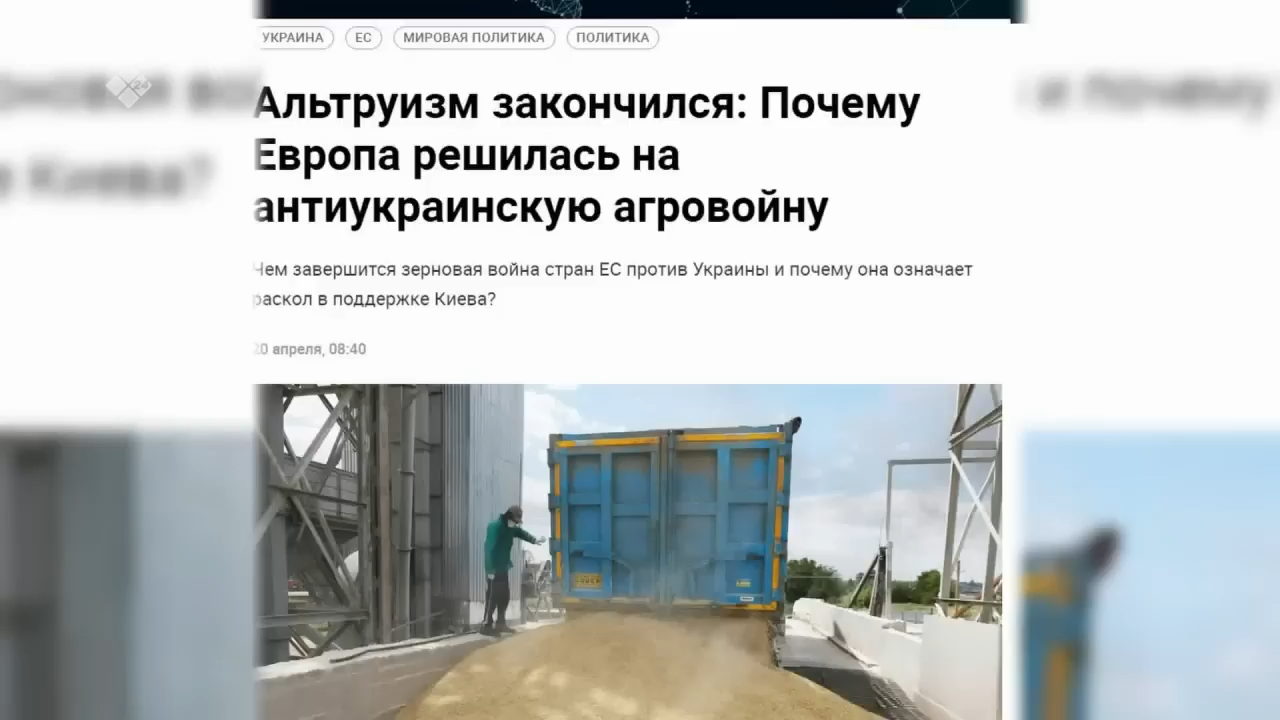 УКРАИНА ЕС МИРОВАЯ ПОЛИТИКА ПОЛИТИКА
Альтруизм закончился: Почему
Европа решилась на
антиукраинскую агровойну
Чем завершится зерновая война стран ЕС против Украины и почему она означает
раскол в поддержке Киева?
20 апреля, 08:40
24